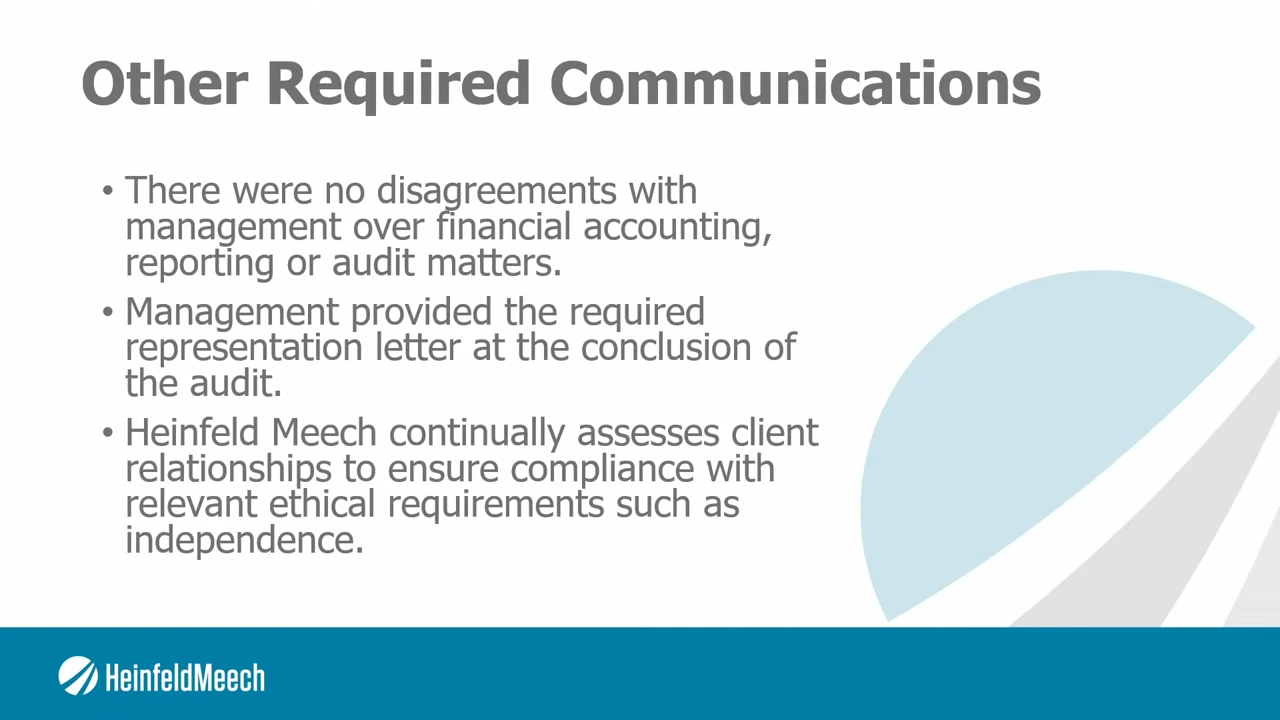 Other Required Communications
• There were no disagreements with
management over financial accounting,
reporting or audit matters.
• Management provided the required
representation letter at the conclusion of
the audit.
• Heinfeld Meech continually assesses client
relationships to ensure compliance with
relevant ethical requirements such as
independence.
HeinfeldMeech